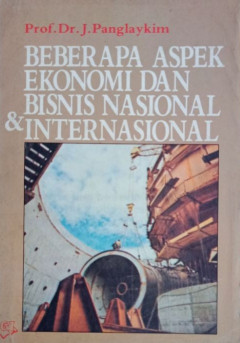 Prof. Dr. J. Panglaykim
BEBERAPA ASPEK
EKONOMI DAN
BISNIS NASIONAL
& INTERNASIONAL